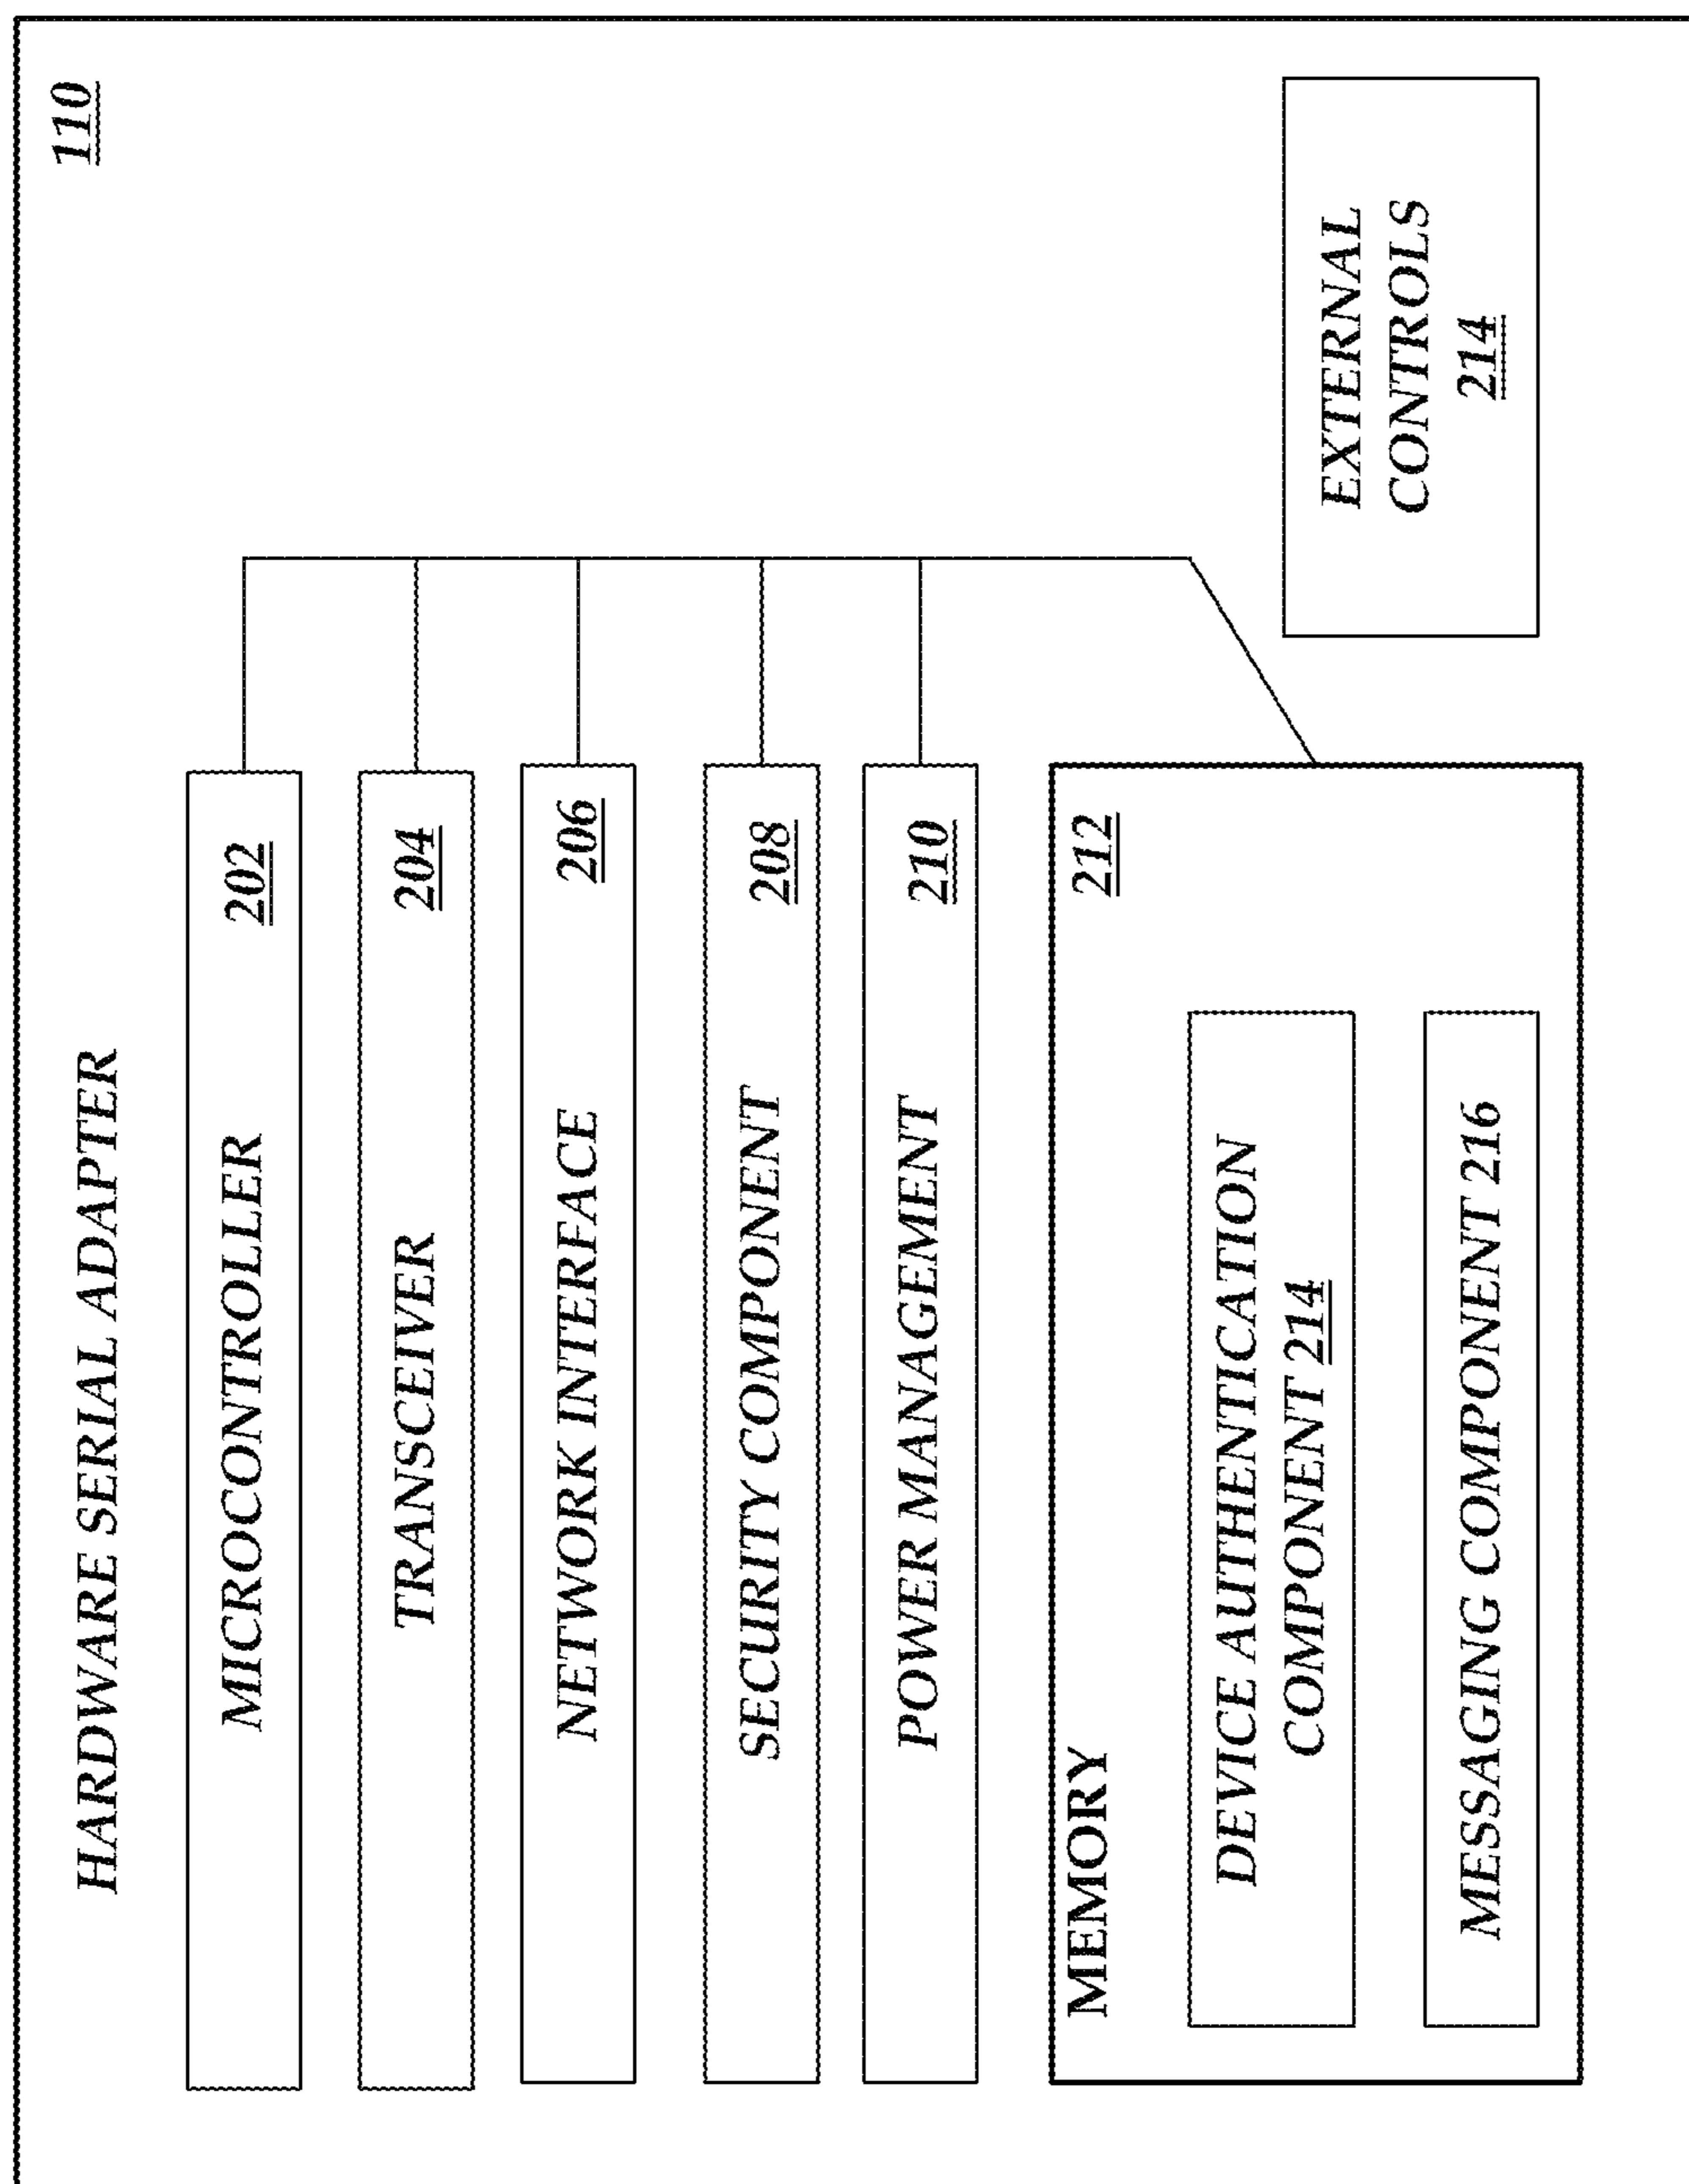 HARDWARE SERIAL ADAPTER
110
MICROCONTROLLER 202
TRANSCEIVER 204
NETWORK INTERFACE 206
SECURITY COMPONENT 208
POWER MANAGEMENT 210
MEMORY 212
DEVICE AUTHENTICATION
COMPONENT 214
MESSAGING COMPONENT 216
EXTERNAL
CONTROLS
214